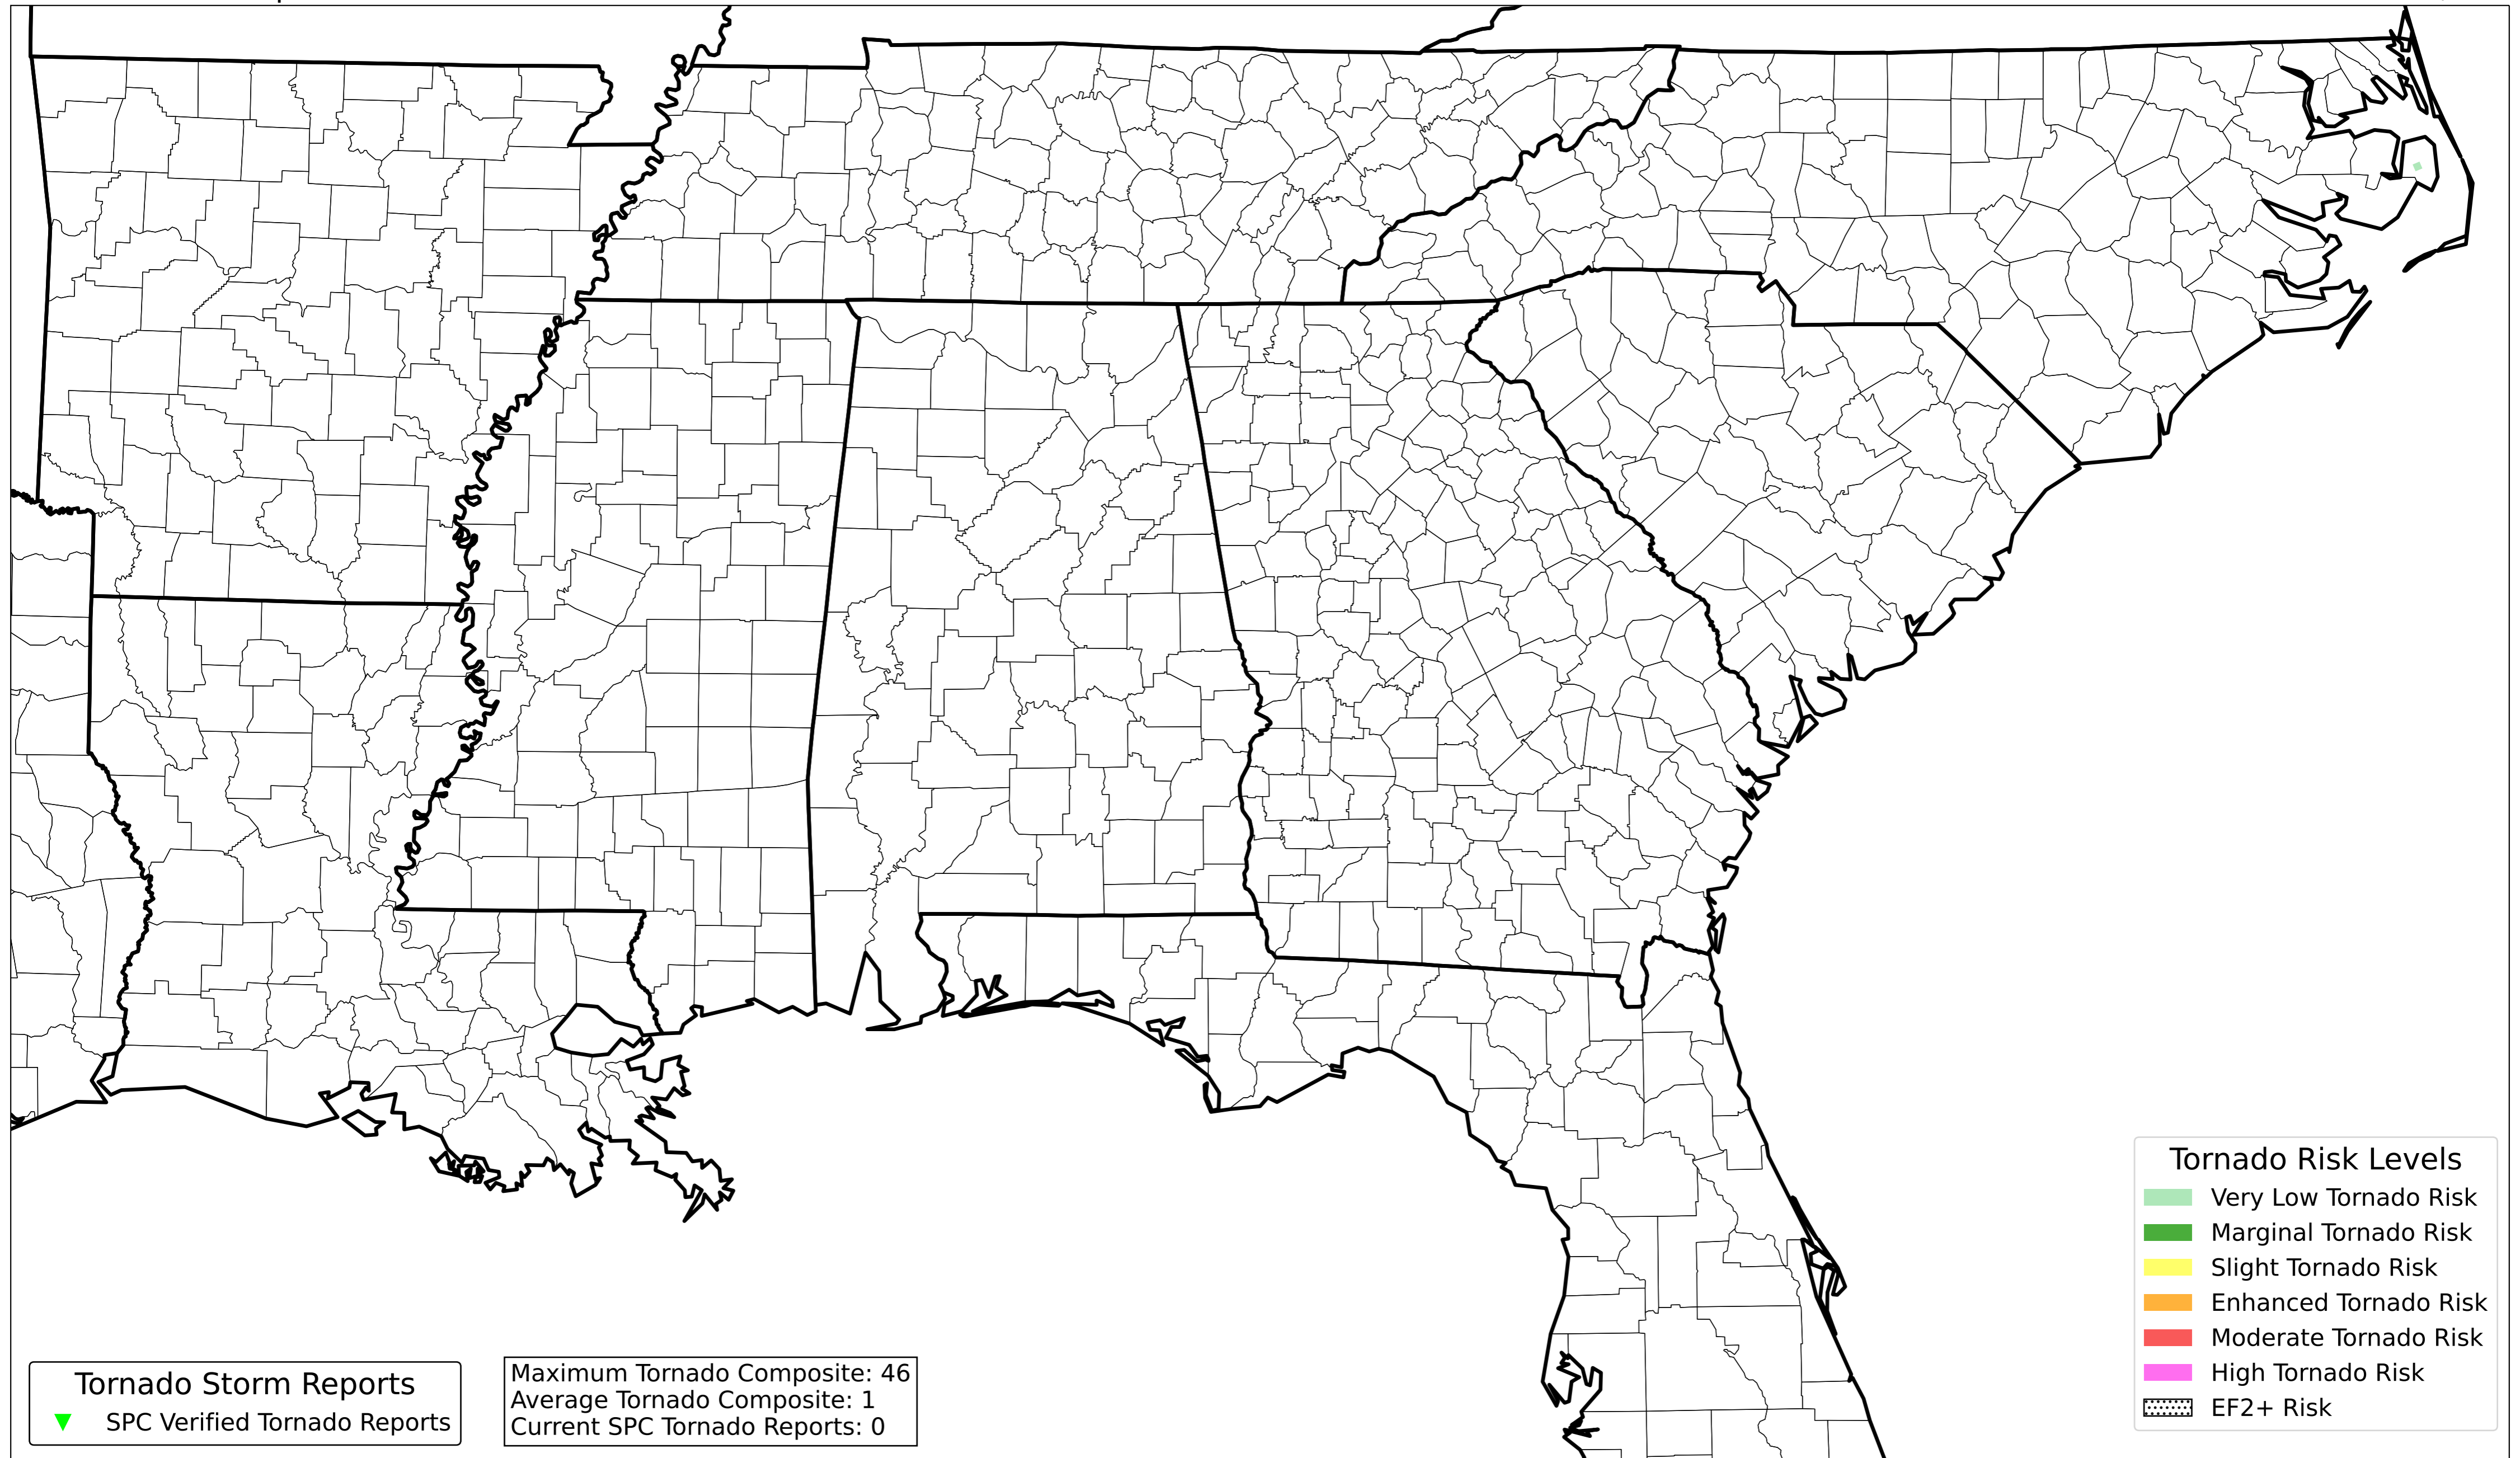 Tornado Risk Levels
Very Low Tornado Risk
Marginal Tornado Risk
Slight Tornado Risk
Enhanced Tornado Risk
Moderate Tornado Risk
High Tornado Risk
EF2+ Risk
Tornado Storm Reports
SPC Verified Tornado Reports
Maximum Tornado Composite: 46
Average Tornado Composite: 1
Current SPC Tornado Reports: 0